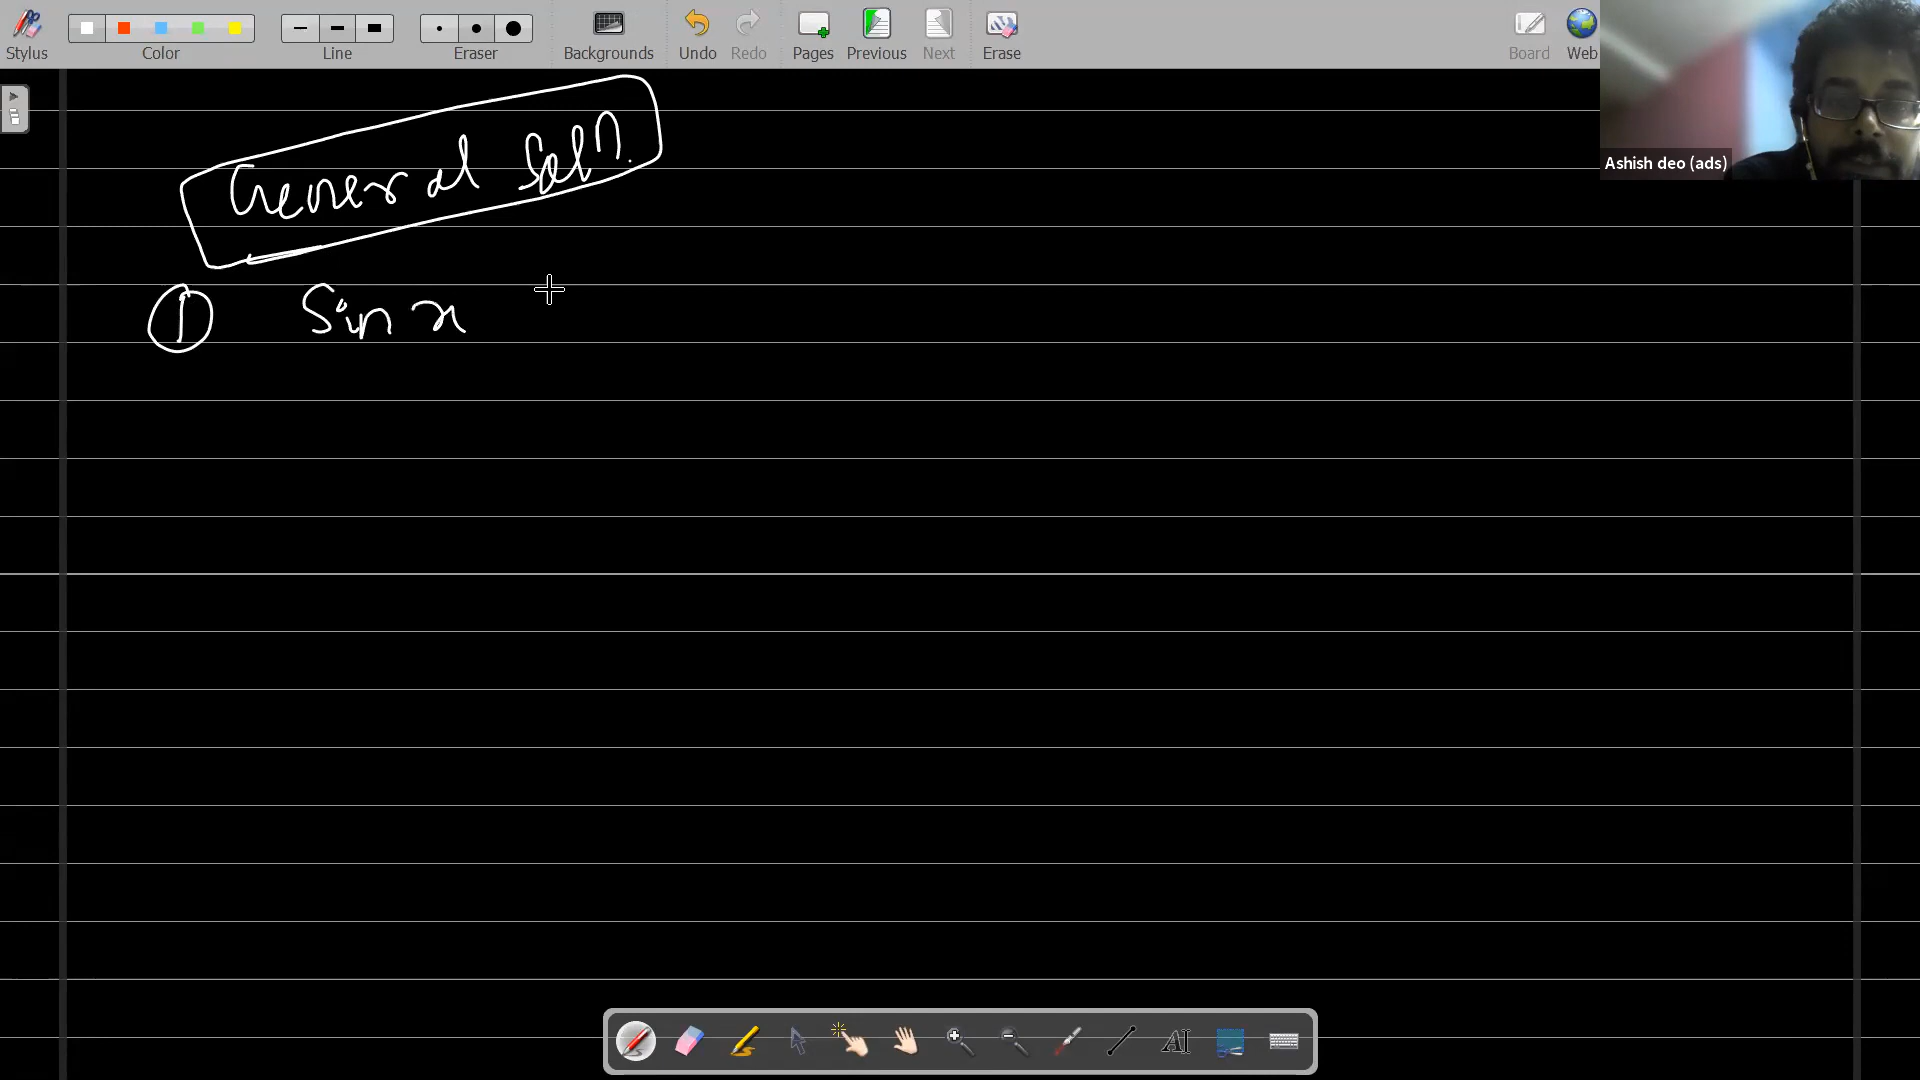 Stylus Color Line Eraser Backgrounds Undo Redo Pages Previous Next Erase Board Web
Ashish deo (ads)
General Solⁿ.
① Sin x